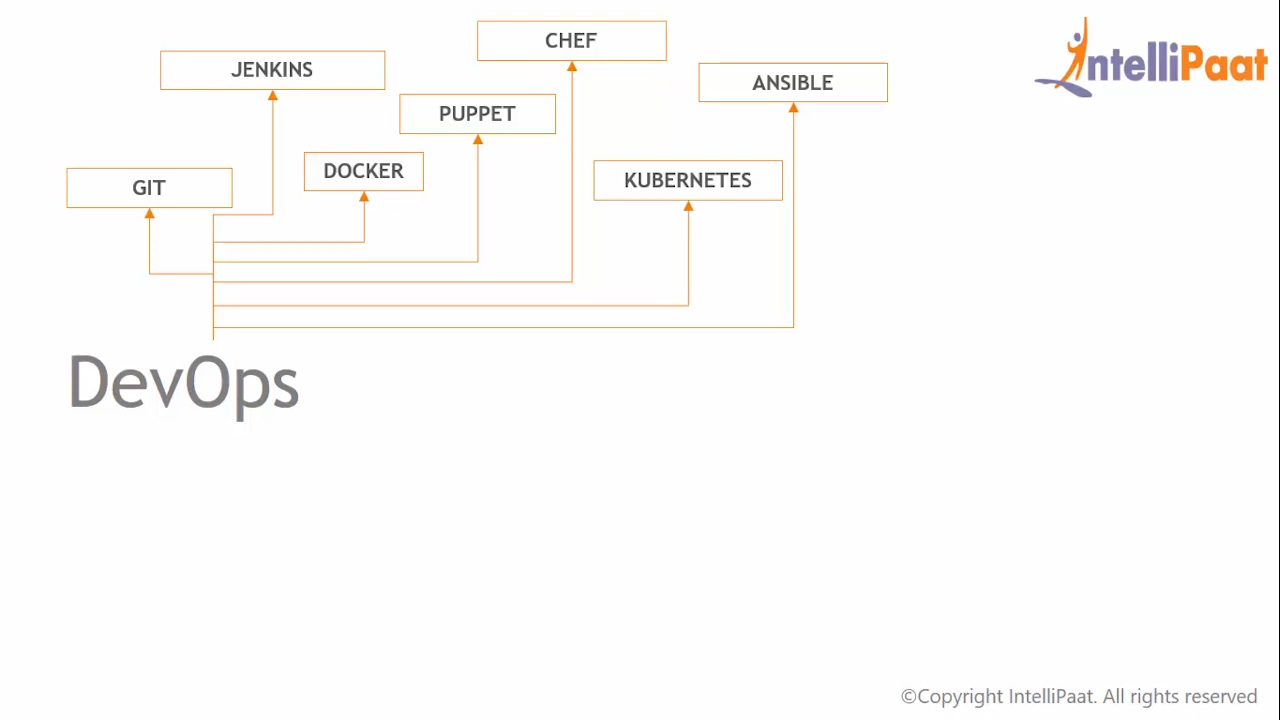 CHEF
JENKINS
IntelliPaat
ANSIBLE
PUPPET
DOCKER
KUBERNETES
GIT
DevOps
©Copyright IntelliPaat. All rights reserved